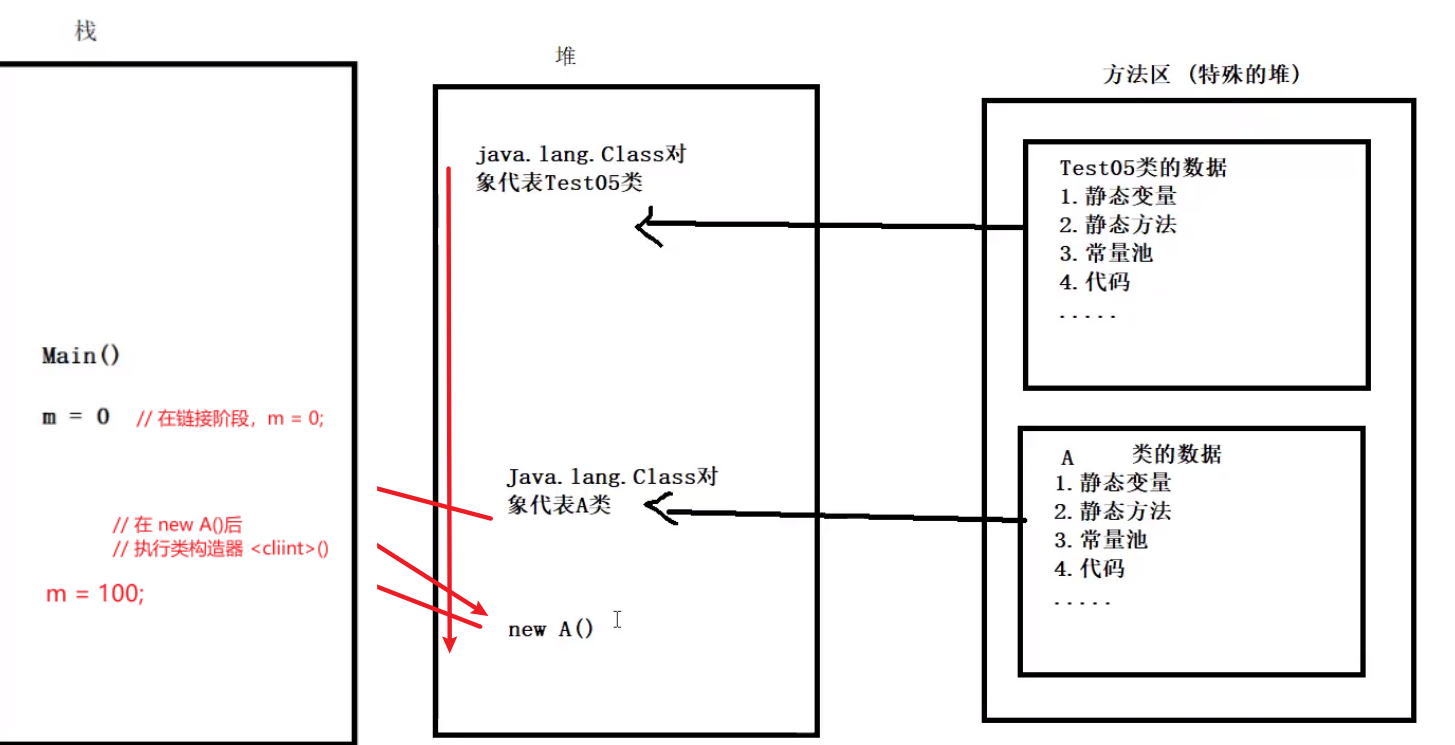 栈
Main()
m = 0 // 在链接阶段，m = 0;
// 在 new A()后
// 执行类构造器 <cliint>()
m = 100;
堆
java.lang.Class对
象代表Test05类
Java.lang.Class对
象代表A类
new A()
方法区（特殊的堆）
Test05类的数据
1.静态变量
2.静态方法
3.常量池
4.代码
.....
A 类的数据
1.静态变量
2.静态方法
3.常量池
4.代码
.....